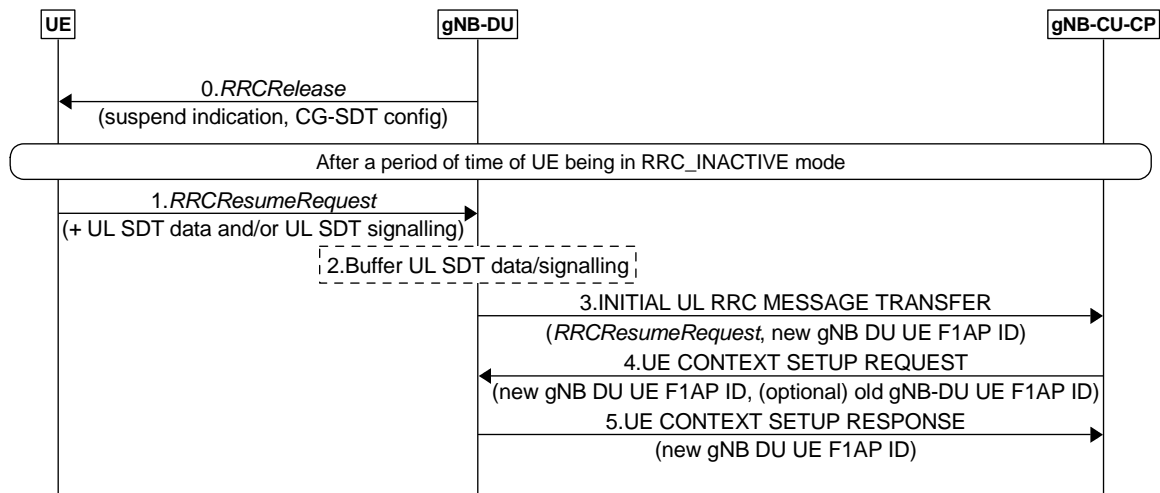 UE gNB-DU gNB-CU-CP
0.RRCRelease
(suspend indication, CG-SDT config)
After a period of time of UE being in RRC_INACTIVE mode
1.RRCResumeRequest
(+ UL SDT data and/or UL SDT signalling)
2.Buffer UL SDT data/signalling
3.INITIAL UL RRC MESSAGE TRANSFER
(RRCResumeRequest, new gNB DU UE F1AP ID)
4.UE CONTEXT SETUP REQUEST
(new gNB DU UE F1AP ID, (optional) old gNB-DU UE F1AP ID)
5.UE CONTEXT SETUP RESPONSE
(new gNB DU UE F1AP ID)